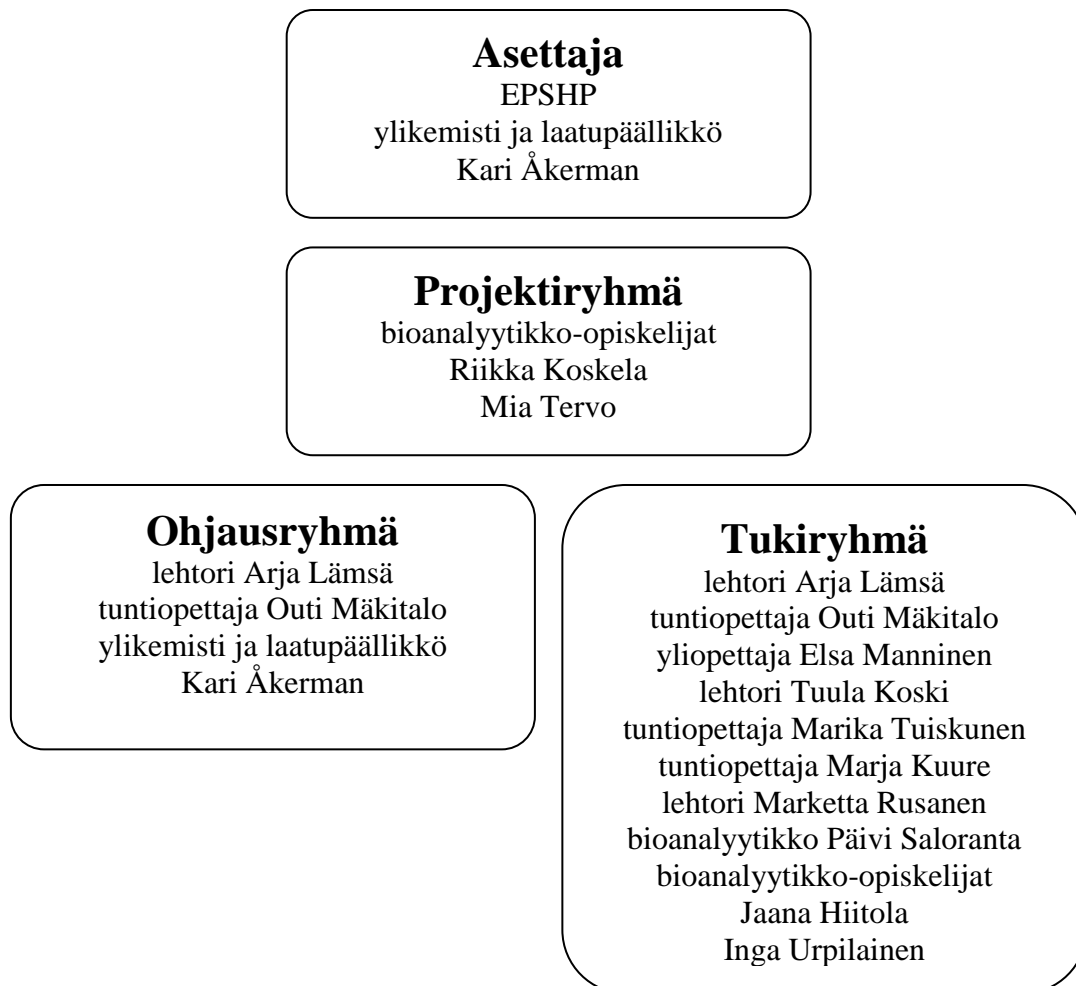 Asettaja
EPSHP
ylikemisti ja laatupäällikkö
Kari Åkerman
Projektiryhmä
bioanalyytikko-opiskelijat
Riikka Koskela
Mia Tervo
Ohjausryhmä
lehtori Arja Lämsä
tuntiopettaja Outi Mäkitalo
ylikemisti ja laatupäällikkö
Kari Åkerman
Tukiryhmä
lehtori Arja Lämsä
tuntiopettaja Outi Mäkitalo
yliopettaja Elsa Manninen
lehtori Tuula Koski
tuntiopettaja Marika Tuiskunen
tuntiopettaja Marja Kuure
lehtori Marketta Rusanen
bioanalyytikko Päivi Saloranta
bioanalyytikko-opiskelijat
Jaana Hiitola
Inga Urpilainen